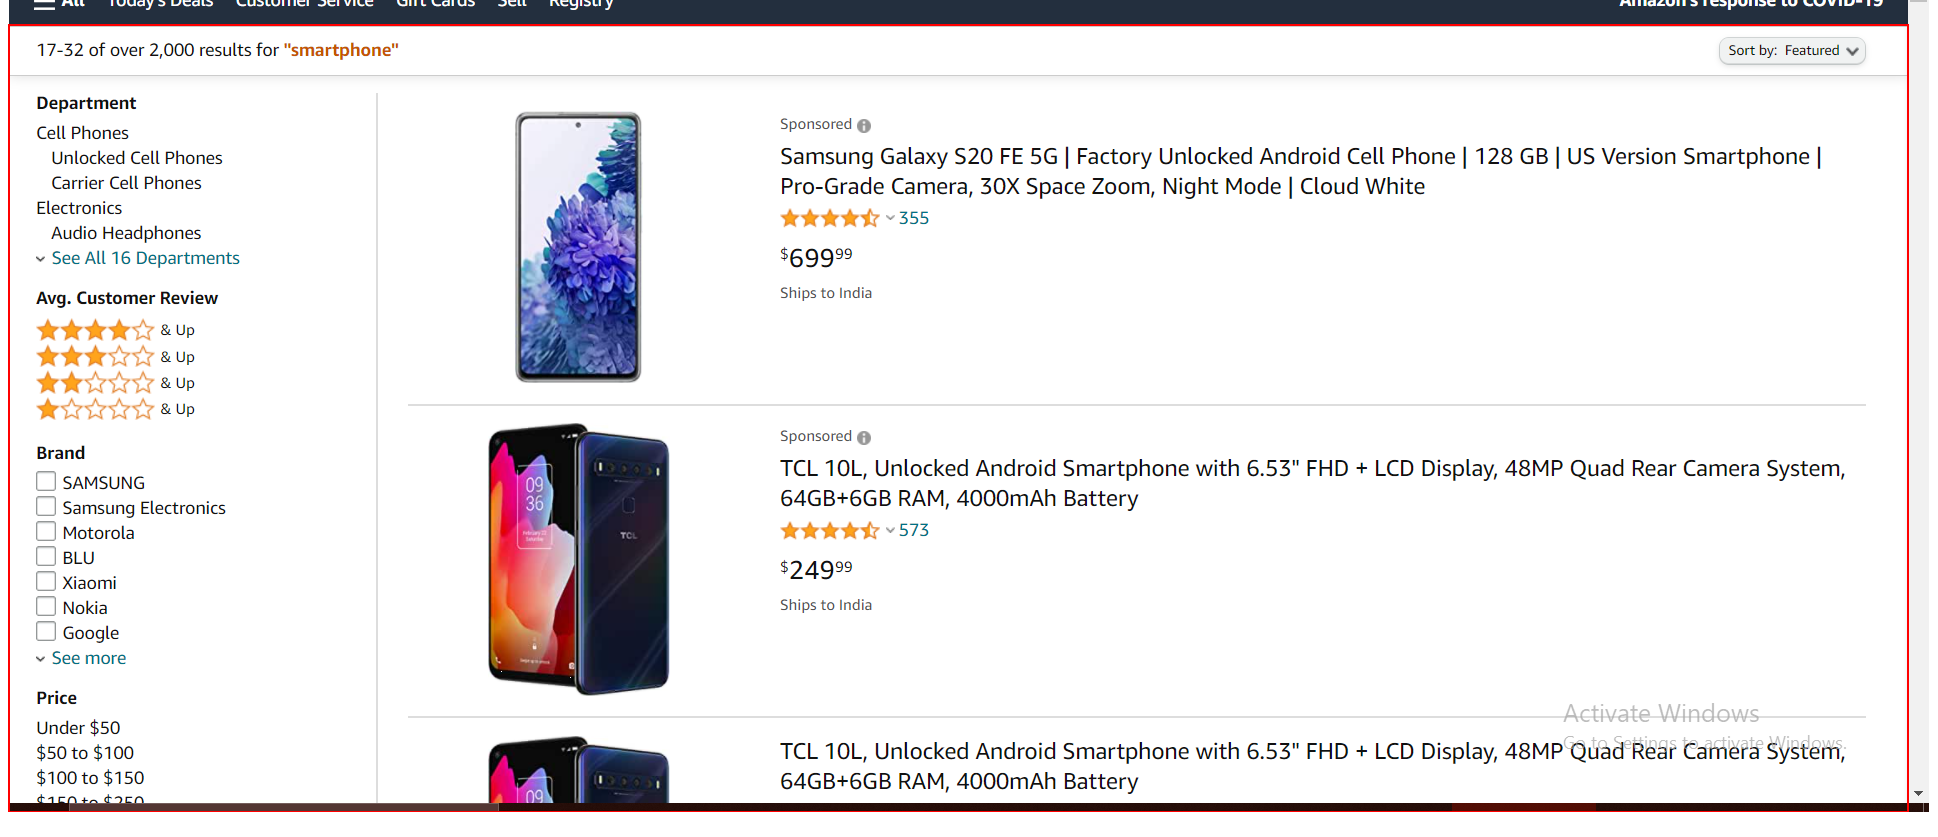 All Today's Deals Customer Service Gift Cards Sell Registry
Amazon's response to COVID-19
17-32 of over 2,000 results for "smartphone"
Sort by: Featured
Department
Cell Phones
Unlocked Cell Phones
Carrier Cell Phones
Electronics
Audio Headphones
See All 16 Departments
Avg. Customer Review
& Up
& Up
& Up
& Up
Brand
SAMSUNG
Samsung Electronics
Motorola
BLU
Xiaomi
Nokia
Google
See more
Price
Under $50
$50 to $100
$100 to $150
$150 to $250
Sponsored
Samsung Galaxy S20 FE 5G | Factory Unlocked Android Cell Phone | 128 GB | US Version Smartphone |
Pro-Grade Camera, 30X Space Zoom, Night Mode | Cloud White
355
$699 99
Ships to India
09
36
TCL
Sponsored
TCL 10L, Unlocked Android Smartphone with 6.53" FHD + LCD Display, 48MP Quad Rear Camera System,
64GB+6GB RAM, 4000mAh Battery
573
$249 99
Ships to India
09
TCL 10L, Unlocked Android Smartphone with 6.53" FHD + LCD Display, 48MP Quad Rear Camera System,
64GB+6GB RAM, 4000mAh Battery
Activate Windows
Go to Settings to activate Windows.